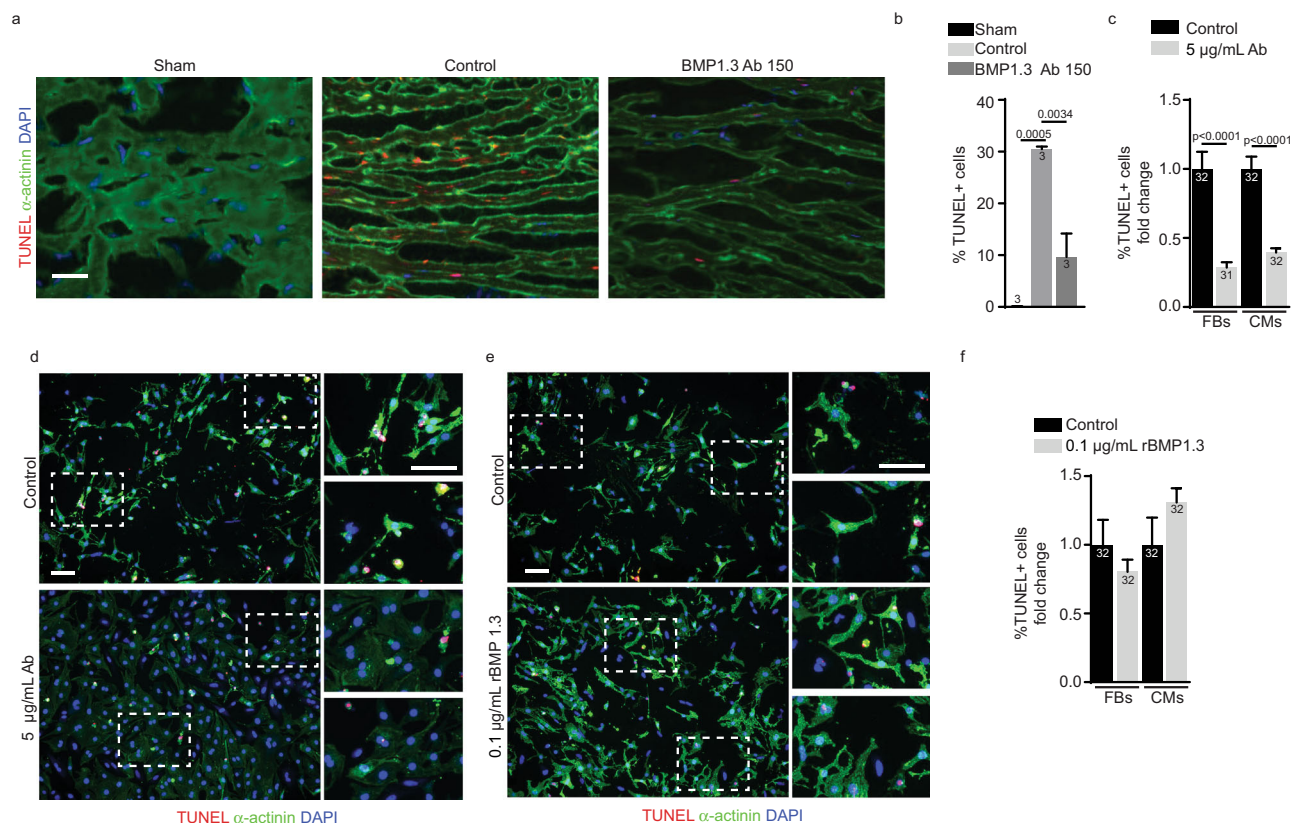 a
Sham
Control
BMP1.3 Ab 150
TUNEL α-actinin DAPI
b
Sham
Control
BMP1.3 Ab 150
% TUNEL+ cells
40
30
20
10
0
0.0005
0.0034
3
3
3
c
Control
5 µg/mL Ab
%TUNEL+ cells
fold change
1.5
1.0
0.5
0.0
p<0.0001
p<0.0001
32
31
32
32
FBs
CMs
d
Control
5 µg/mL Ab
TUNEL α-actinin DAPI
e
Control
0.1 µg/mL rBMP 1.3
TUNEL α-actinin DAPI
f
Control
0.1 µg/mL rBMP1.3
%TUNEL+ cells
fold change
1.5
1.0
0.5
0.0
32
32
32
32
FBs
CMs